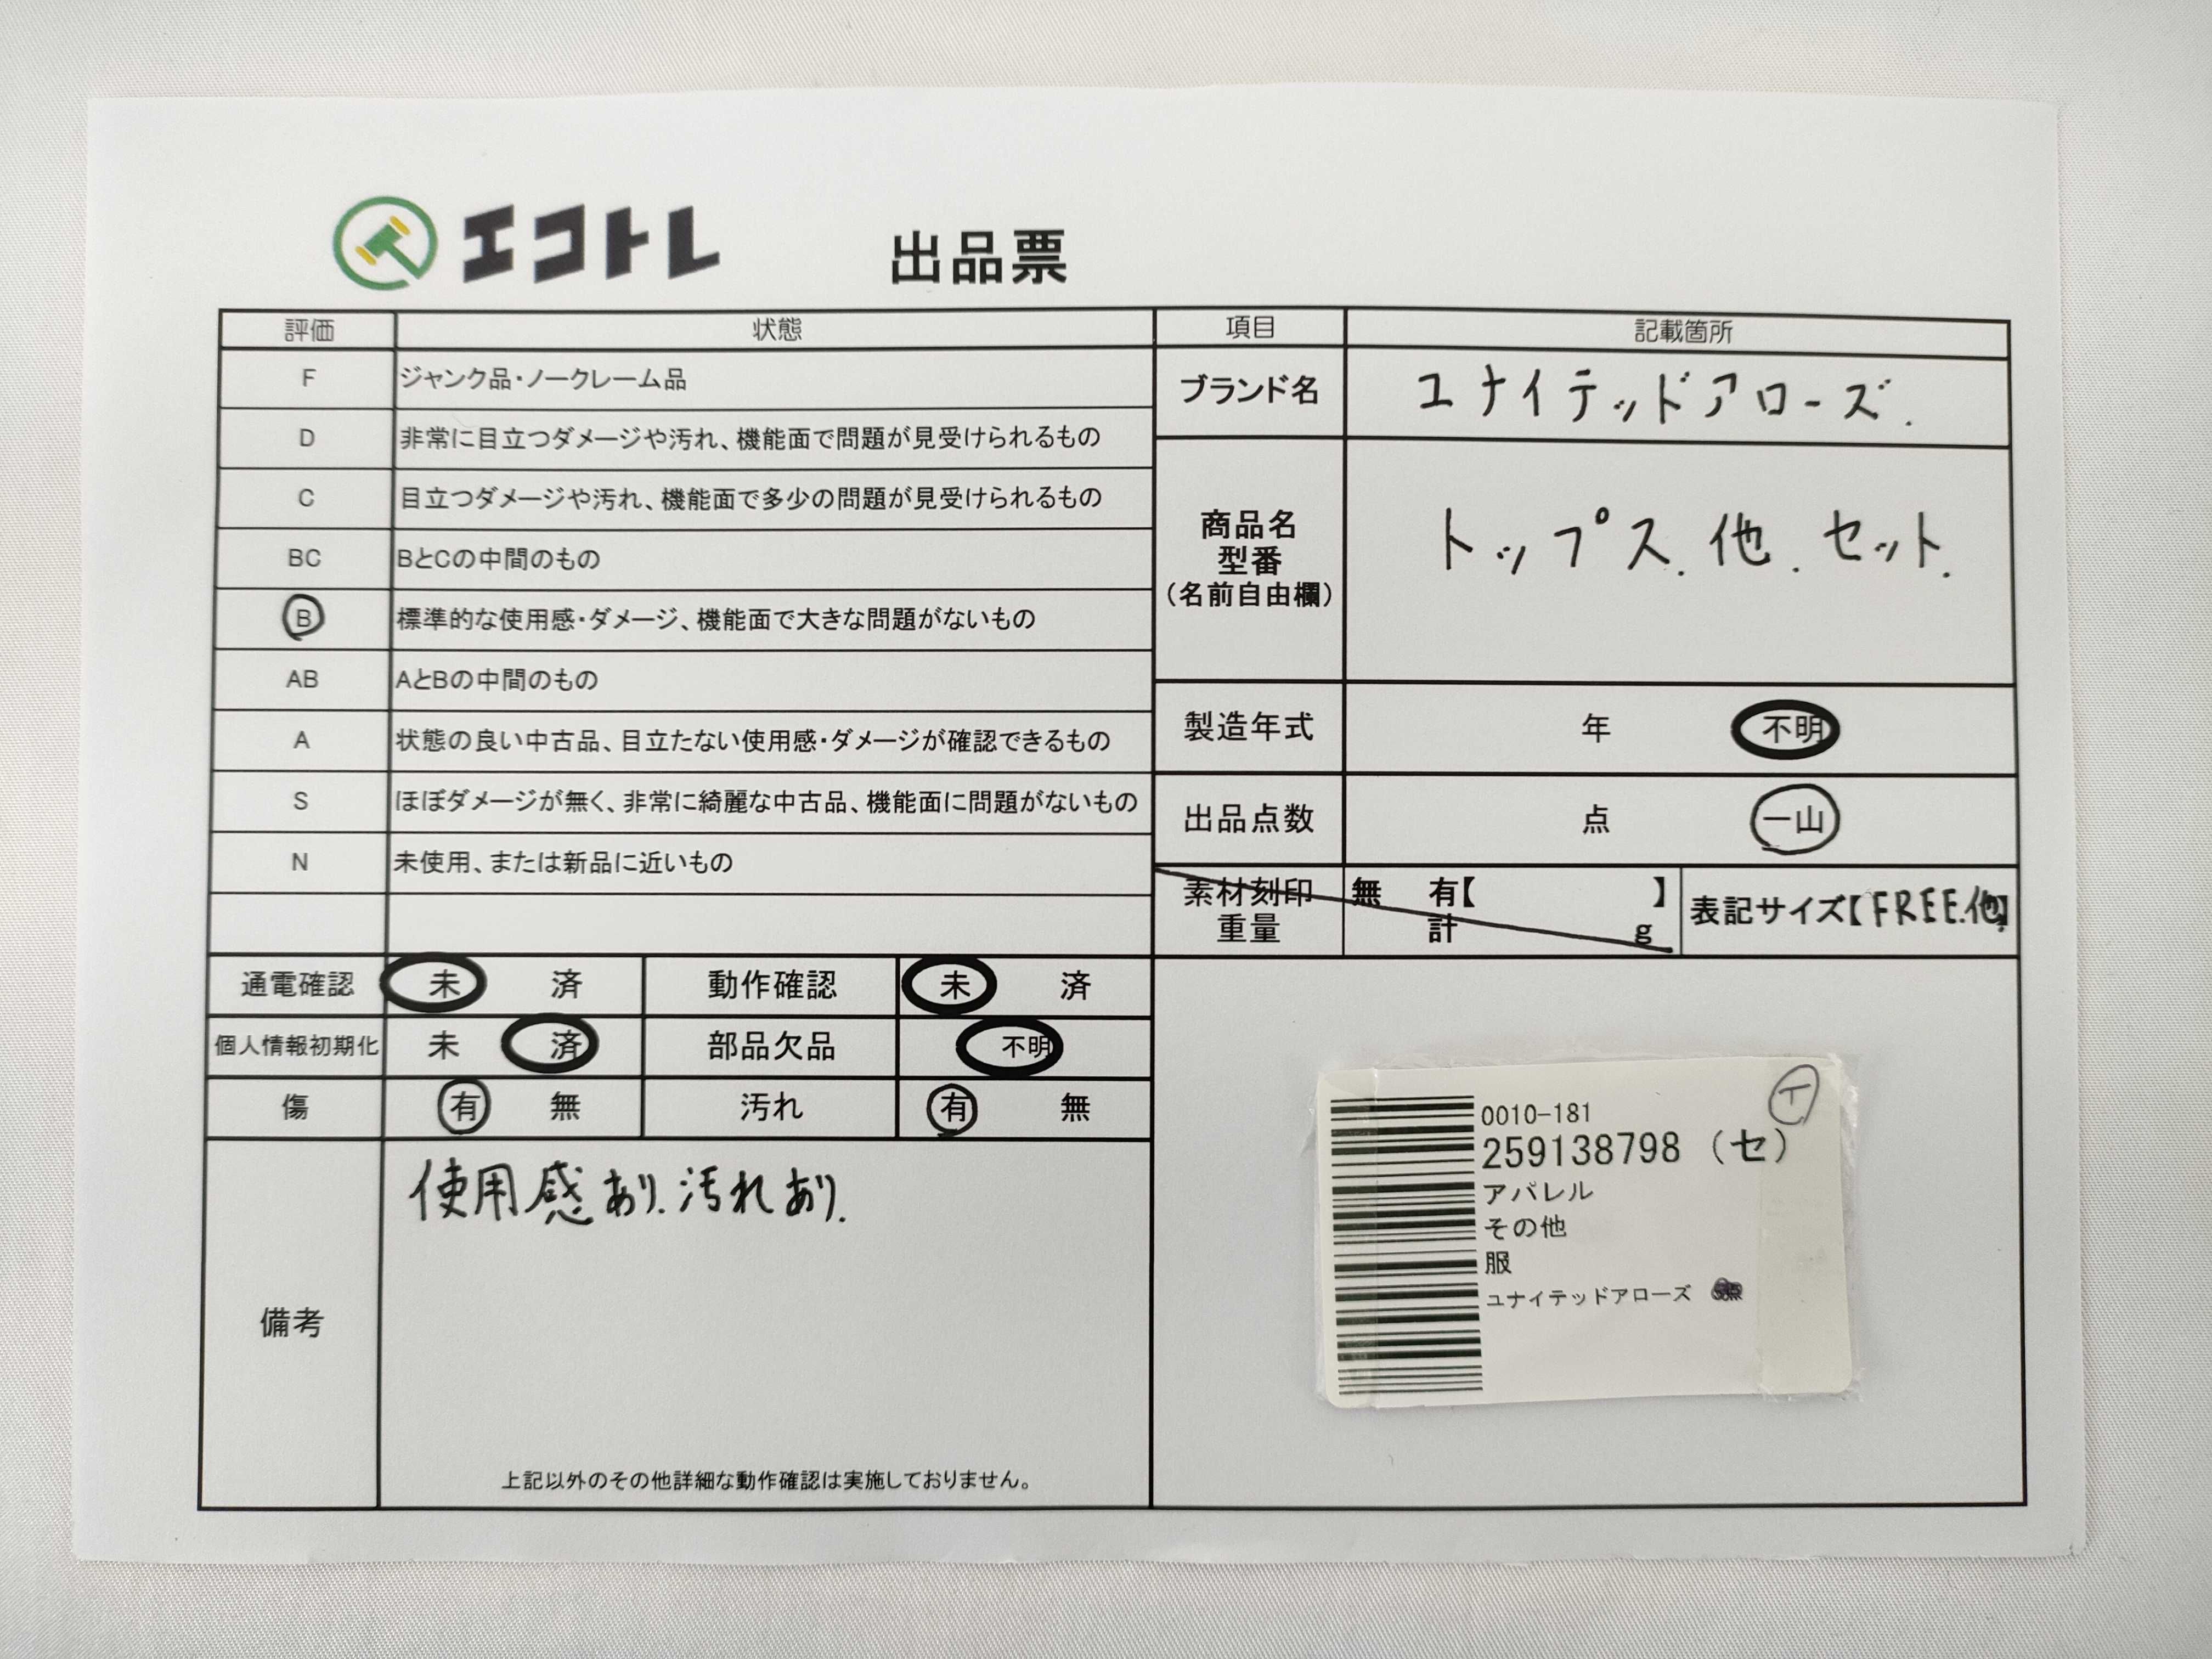 エコトレ 出品票
評価 状態
F ジャンク品・ノークレーム品
D 非常に目立つダメージや汚れ、機能面で問題が見受けられるもの
C 目立つダメージや汚れ、機能面で多少の問題が見受けられるもの
BC BとCの中間のもの
B 標準的な使用感・ダメージ、機能面で大きな問題がないもの
AB AとBの中間のもの
A 状態の良い中古品、目立たない使用感・ダメージが確認できるもの
S ほぼダメージが無く、非常に綺麗な中古品、機能面に問題がないもの
N 未使用、または新品に近いもの
通電確認 未 済 動作確認 未 済
個人情報初期化 未 済 部品欠品 不明
傷 有 無 汚れ 有 無
備考
使用感あり.汚れあり.
上記以外のその他詳細な動作確認は実施しておりません。
項目 記載箇所
ブランド名 ユナイテッドアローズ.
商品名
型番
(名前自由欄)
トップス.他.セット.
製造年式 年 不明
出品点数 点 一山
素材刻印 無 有【 】
重量 計 g
表記サイズ【FREE.他】
0010-181
259138798 (セ)
アパレル
その他
服
ユナイテッドアローズ